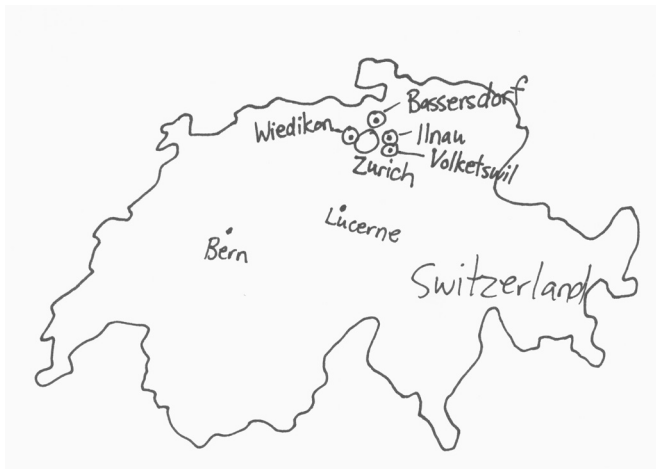 Bassersdorf
Wiedikon
Ilnau
Volketswil
Zurich
Lucerne
Bern
Switzerland